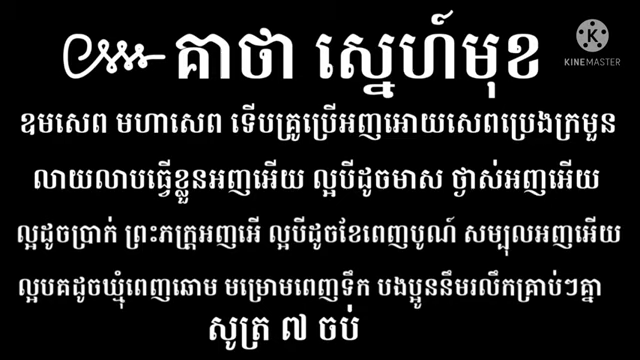 គាថា ស្នេហ៍មុខ
KINEMASTER
ឱមសេព មហាសេព ទើបគ្រូប្រើអញអោយសេពប្រេងក្រមួន
លាយលាបធ្វើខ្លួនអញអើយ ល្អបីដូចមាស ថ្ងាស់អញអើយ
ល្អដូចប្រាក់ ព្រះភក្ត្រអញអើ ល្អបីដូចខែពេញបូណ៍ សម្បុលអញអើយ
ល្អបគដូចឃ្មុំពេញឆោម មម្រោមពេញទឹក បងប្អូននឹមរលឹកគ្រាប់ៗគ្នា
សូត្រ ៧ ចប់